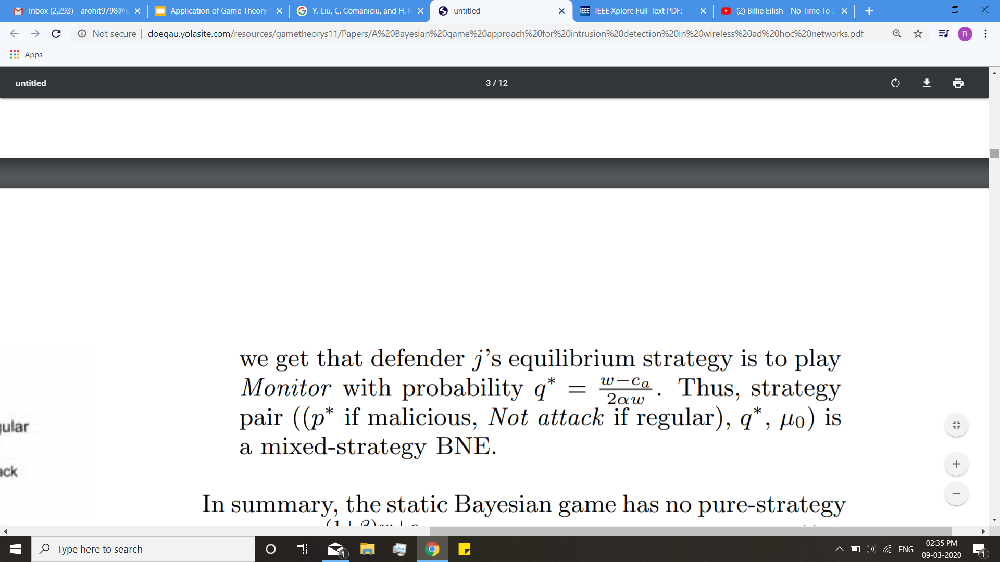 Inbox (2,293) - arohit9798@
Application of Game Theory
Y. Liu, C. Comaniciu, and H.
untitled
IEEE Xplore Full-Text PDF:
(2) Billie Eilish - No Time To
Not secure
doeqau.yolasite.com/resources/gametheorys11/Papers/A%20Bayesian%20game%20approach%20for%20intrusion%20detection%20in%20wireless%20ad%20hoc%20networks.pdf
R
Apps
untitled
3 / 12
we get that defender j's equilibrium strategy is to play
Monitor with probability q* = \frac{w-c_a}{2αw}. Thus, strategy
pair ((p* if malicious, Not attack if regular), q*, μ₀) is
a mixed-strategy BNE.
In summary, the static Bayesian game has no pure-strategy
Type here to search
1
ENG
02:35 PM
09-03-2020
1